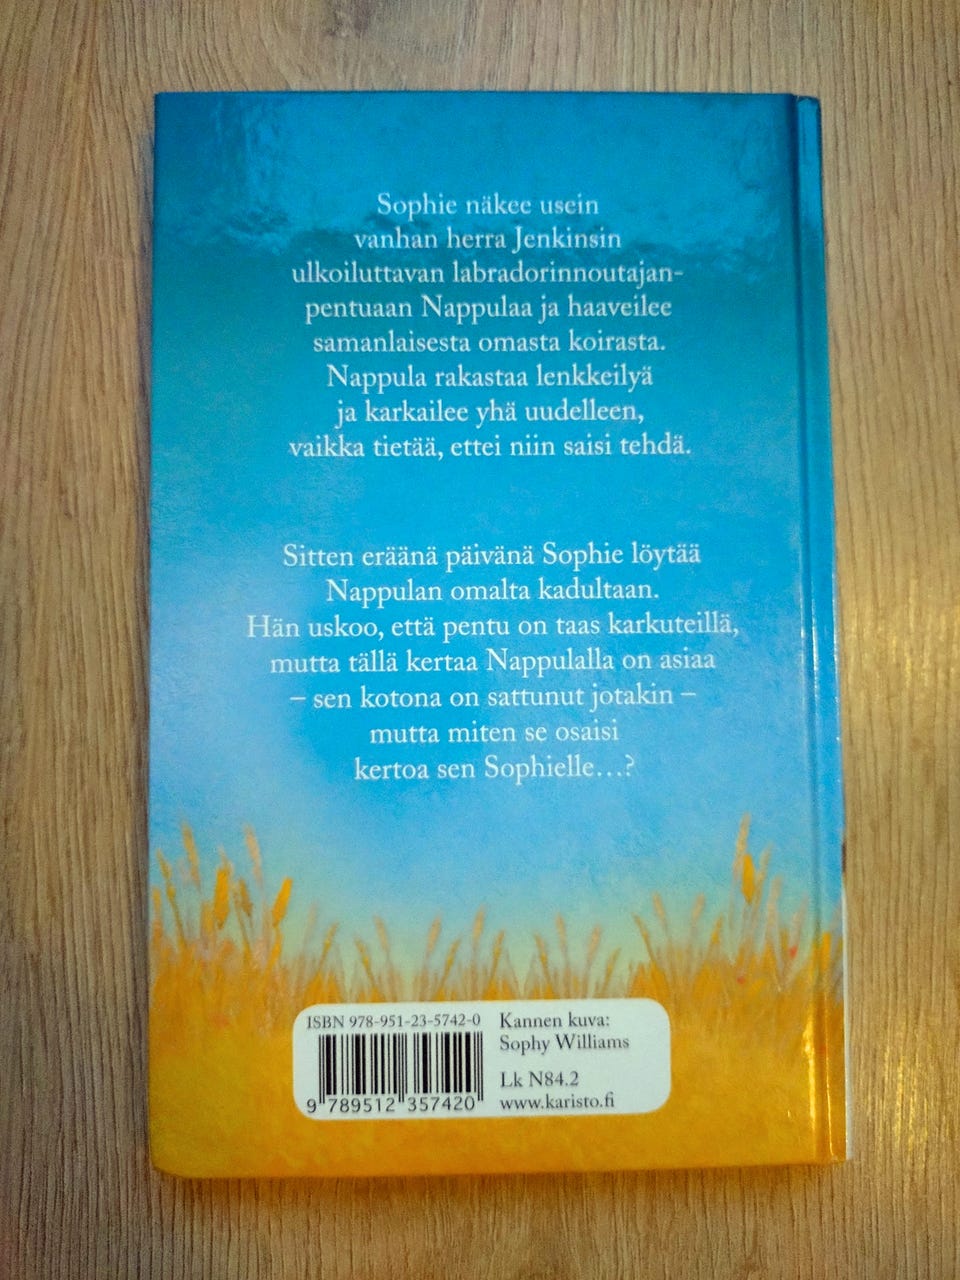 Sophie näkee usein
vanhan herra Jenkinsin
ulkoiluttavan labradorinnoutajan-
pentuaan Nappulaa ja haaveilee
samanlaisesta omasta koirasta.
Nappula rakastaa lenkkeilyä
ja karkailee yhä uudelleen,
vaikka tietää, ettei niin saisi tehdä.
Sitten eräänä päivänä Sophie löytää
Nappulan omalta kadultaan.
Hän uskoo, että pentu on taas karkuteillä,
mutta tällä kertaa Nappulalla on asiaa
– sen kotona on sattunut jotakin –
mutta miten se osaisi
kertoa sen Sophielle…?
ISBN 978-951-23-5742-0
9 789512 357420
Kannen kuva:
Sophy Williams
Lk N84.2
www.karisto.fi